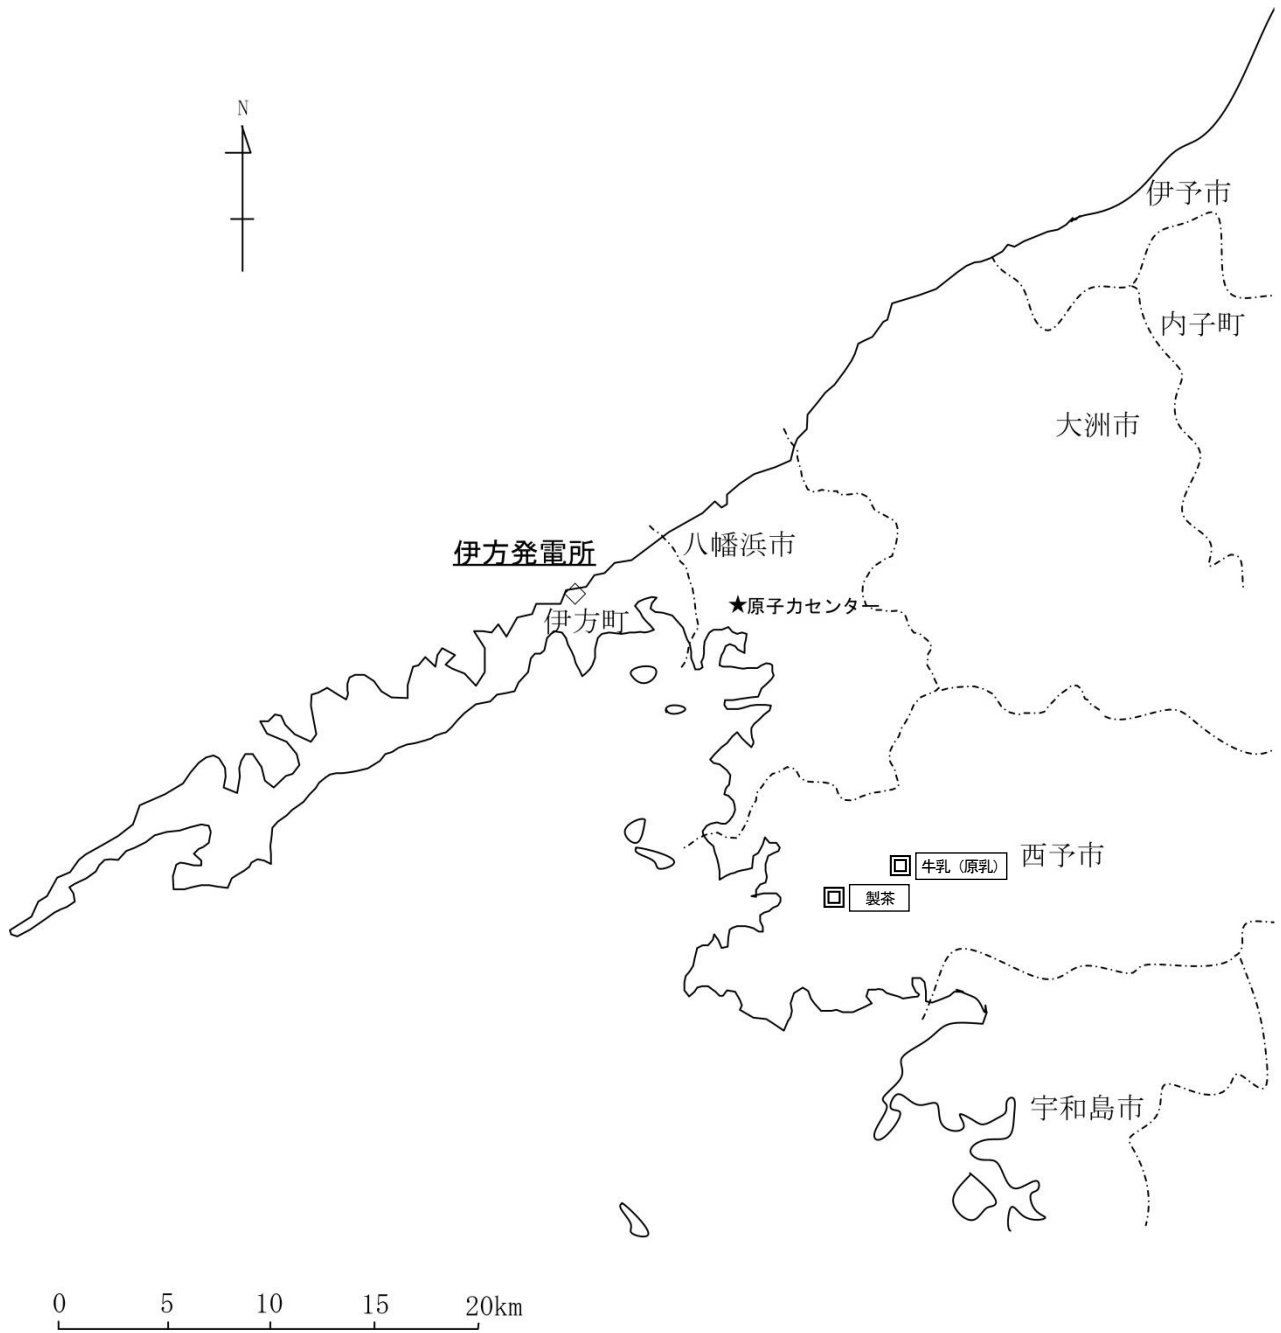 N
伊予市
内子町
大洲市
伊方発電所
八幡浜市
★原子力センター
伊方町
牛乳（原乳）
西予市
製茶
宇和島市
0 5 10 15 20km